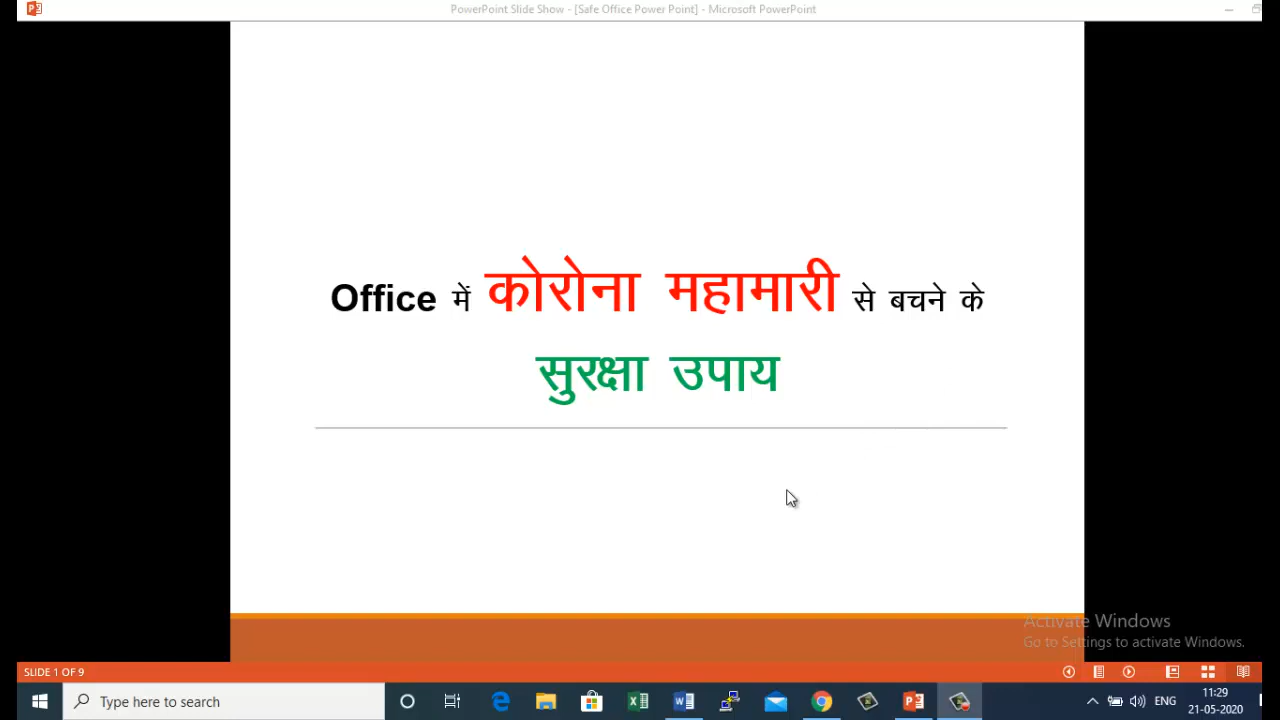 PowerPoint Slide Show - [Safe Office Power Point] - Microsoft PowerPoint
Office में कोरोना महामारी से बचने के
सुरक्षा उपाय
Activate Windows
Go to Settings to activate Windows.
SLIDE 1 OF 9
Type here to search
ENG
11:29
21-05-2020